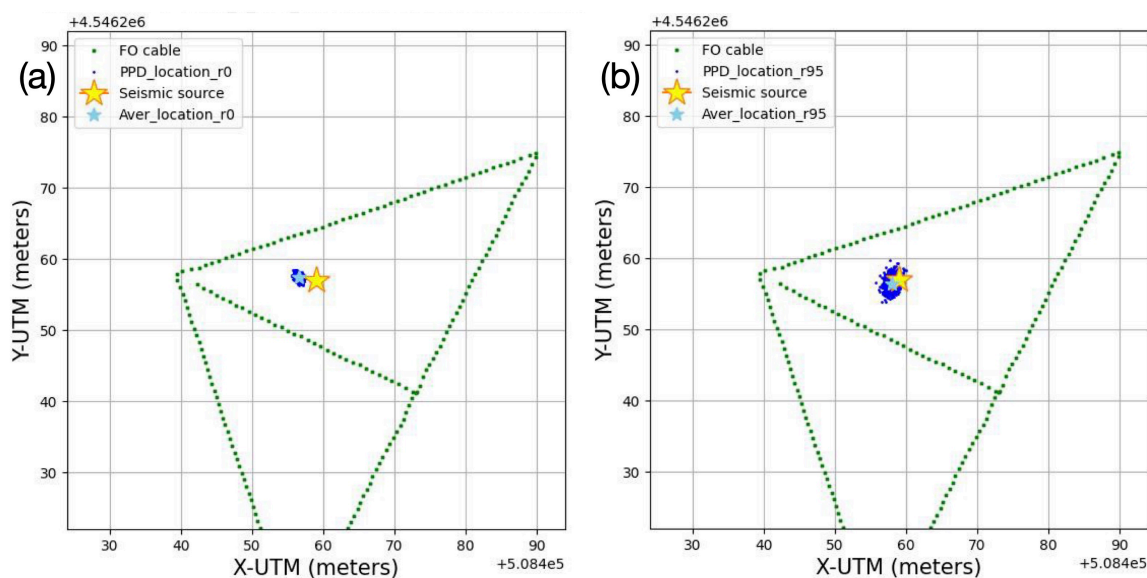 (a)
+4.5462e6
FO cable
PPD_location_r0
Seismic source
Aver_location_r0
Y-UTM (meters)
90
80
70
60
50
40
30
30 40 50 60 70 80 90
X-UTM (meters)
+5.084e5
(b)
+4.5462e6
FO cable
PPD_location_r95
Seismic source
Aver_location_r95
Y-UTM (meters)
90
80
70
60
50
40
30
30 40 50 60 70 80 90
X-UTM (meters)
+5.084e5